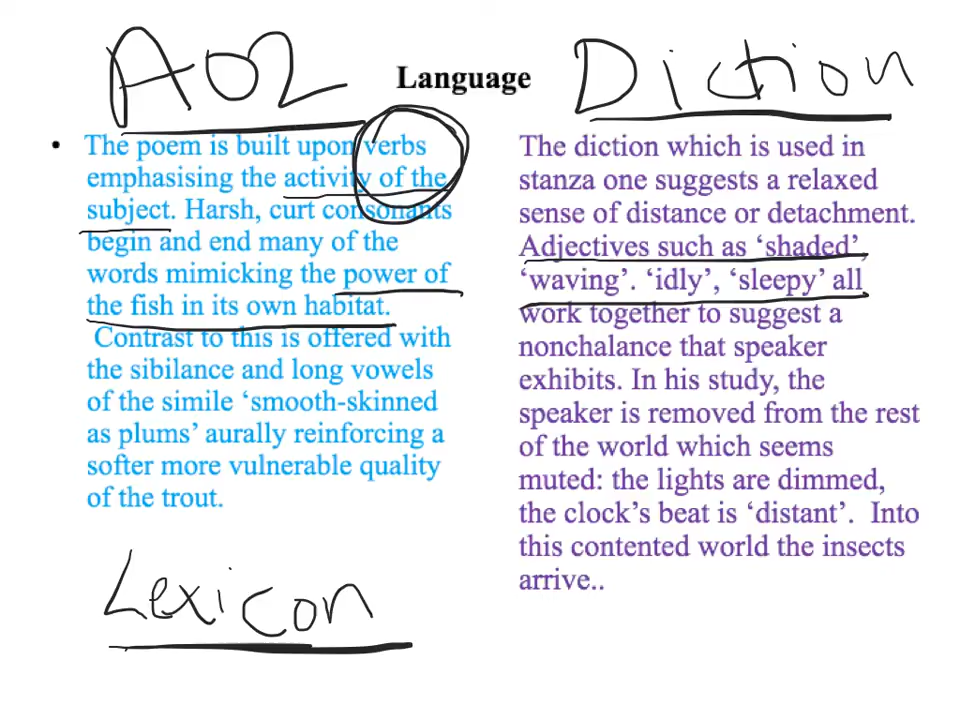 AO2
Language
Diction
• The poem is built upon verbs
emphasising the activity of the
subject. Harsh, curt consonants
begin and end many of the
words mimicking the power of
the fish in its own habitat.
Contrast to this is offered with
the sibilance and long vowels
of the simile ‘smooth-skinned
as plums’ aurally reinforcing a
softer more vulnerable quality
of the trout.
Lexicon
The diction which is used in
stanza one suggests a relaxed
sense of distance or detachment.
Adjectives such as ‘shaded’,
‘waving’. ‘idly’, ‘sleepy’ all
work together to suggest a
nonchalance that speaker
exhibits. In his study, the
speaker is removed from the rest
of the world which seems
muted: the lights are dimmed,
the clock’s beat is ‘distant’.  Into
this contented world the insects
arrive..